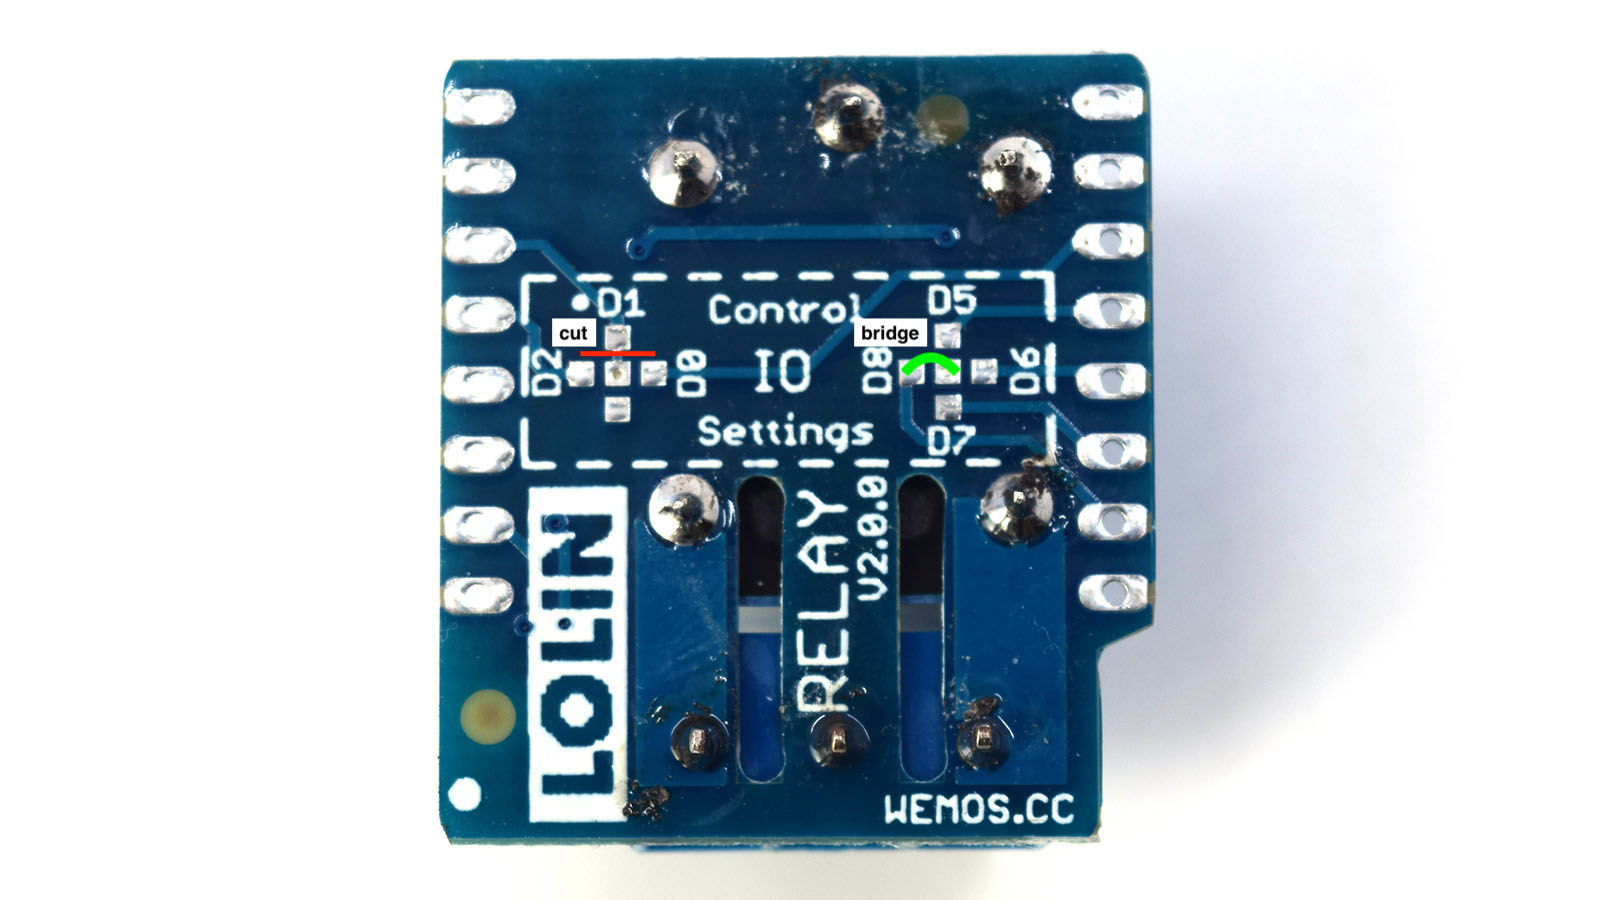 D1
Control
D5
cut
bridge
D2
D0
IO
D8
D6
Settings
D7
LOLIN
RELAY
V2.0.0
WEMOS.CC